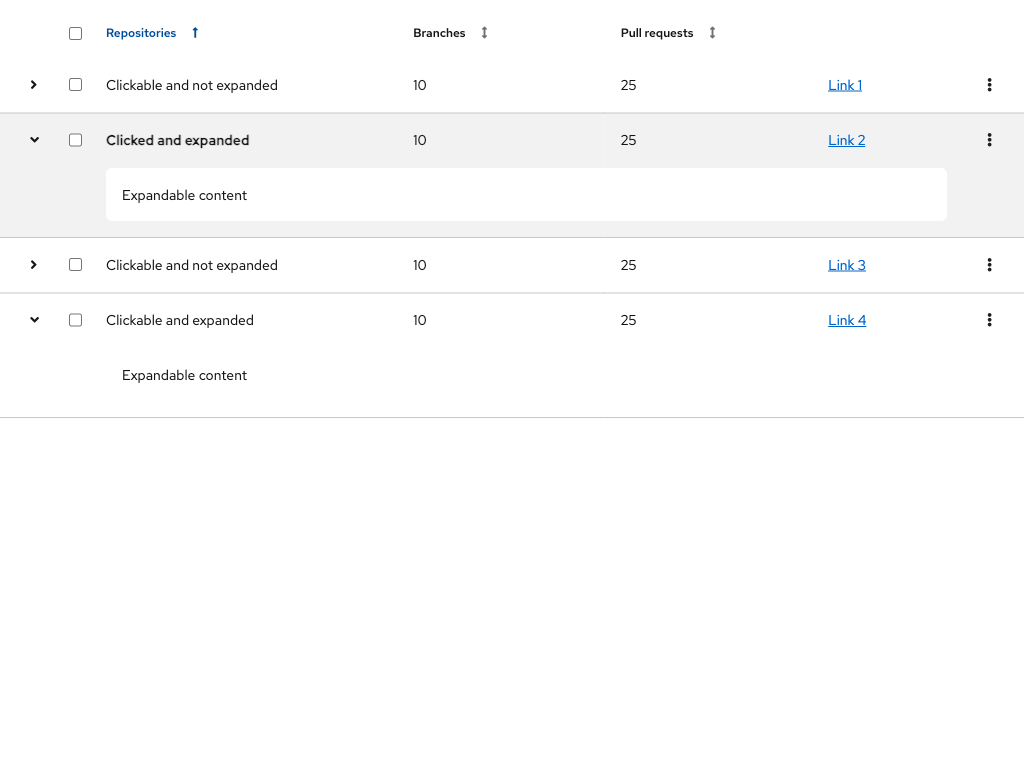 Repositories Branches Pull requests
Clickable and not expanded 10 25 Link 1
Clicked and expanded 10 25 Link 2
Expandable content
Clickable and not expanded 10 25 Link 3
Clickable and expanded 10 25 Link 4
Expandable content